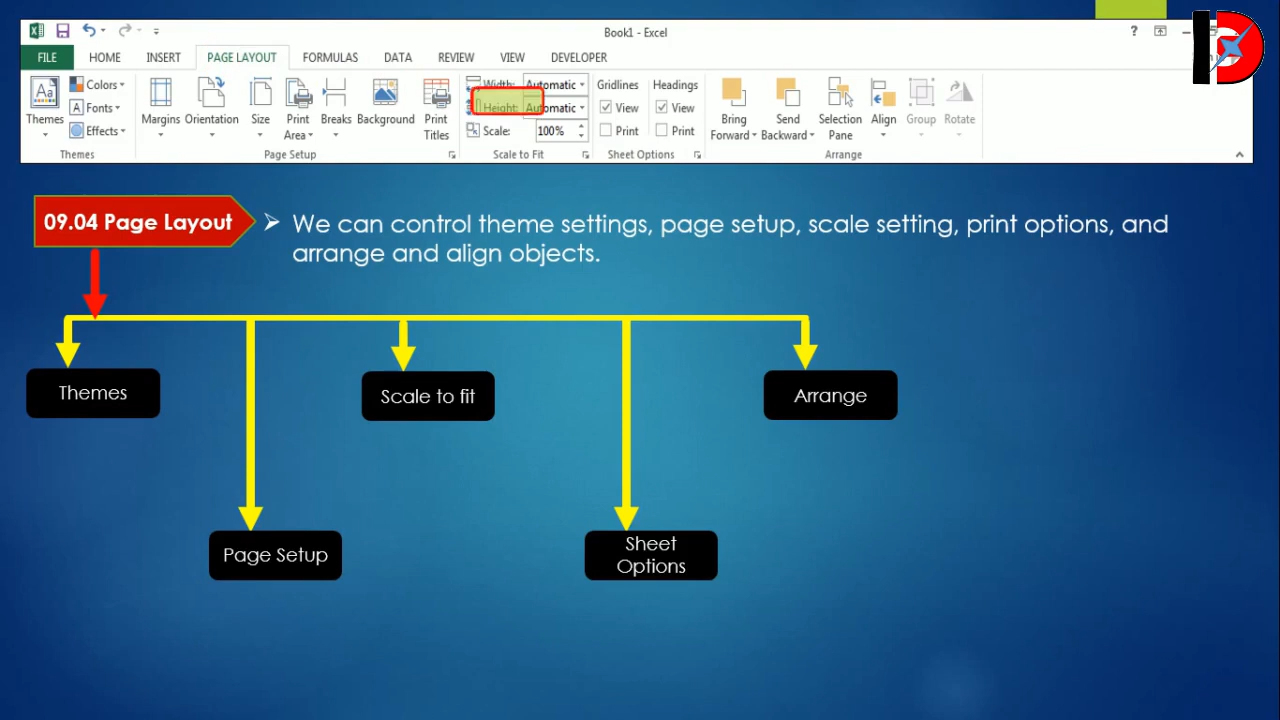 Book1 - Excel
?
FILE HOME INSERT PAGE LAYOUT FORMULAS DATA REVIEW VIEW DEVELOPER
Aa Colors Width: Automatic Gridlines Headings
A Fonts Height: Automatic View View
Themes Effects Margins Orientation Size Print Breaks Background Print Scale: 100% Print Print Bring Send Selection Align Group Rotate
Area Titles Forward Backward Pane
Themes Page Setup Scale to Fit Sheet Options Arrange
ID
09.04 Page Layout
We can control theme settings, page setup, scale setting, print options, and
arrange and align objects.
Themes
Scale to fit
Arrange
Page Setup
Sheet
Options